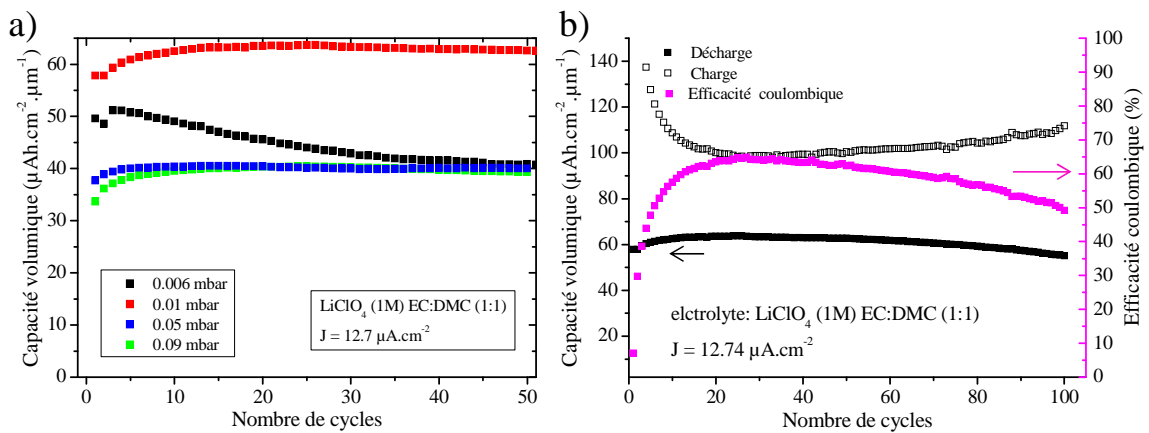 a)
Capacité volumique (µAh.cm⁻².µm⁻¹)
60
50
40
30
20
10
0
0.006 mbar
0.01 mbar
0.05 mbar
0.09 mbar
LiClO₄ (1M) EC:DMC (1:1)
J = 12.7 µA.cm⁻²
0 10 20 30 40 50
Nombre de cycles
b)
Capacité volumique (µAh.cm⁻².µm⁻¹)
140
120
100
80
60
40
20
Décharge
Charge
Efficacité coulombique
elctrolyte: LiClO₄ (1M) EC:DMC (1:1)
J = 12.74 µA.cm⁻²
0 20 40 60 80 100
Nombre de cycles
100
90
80
70
60
50
40
30
20
10
0
Efficacité coulombique (%)